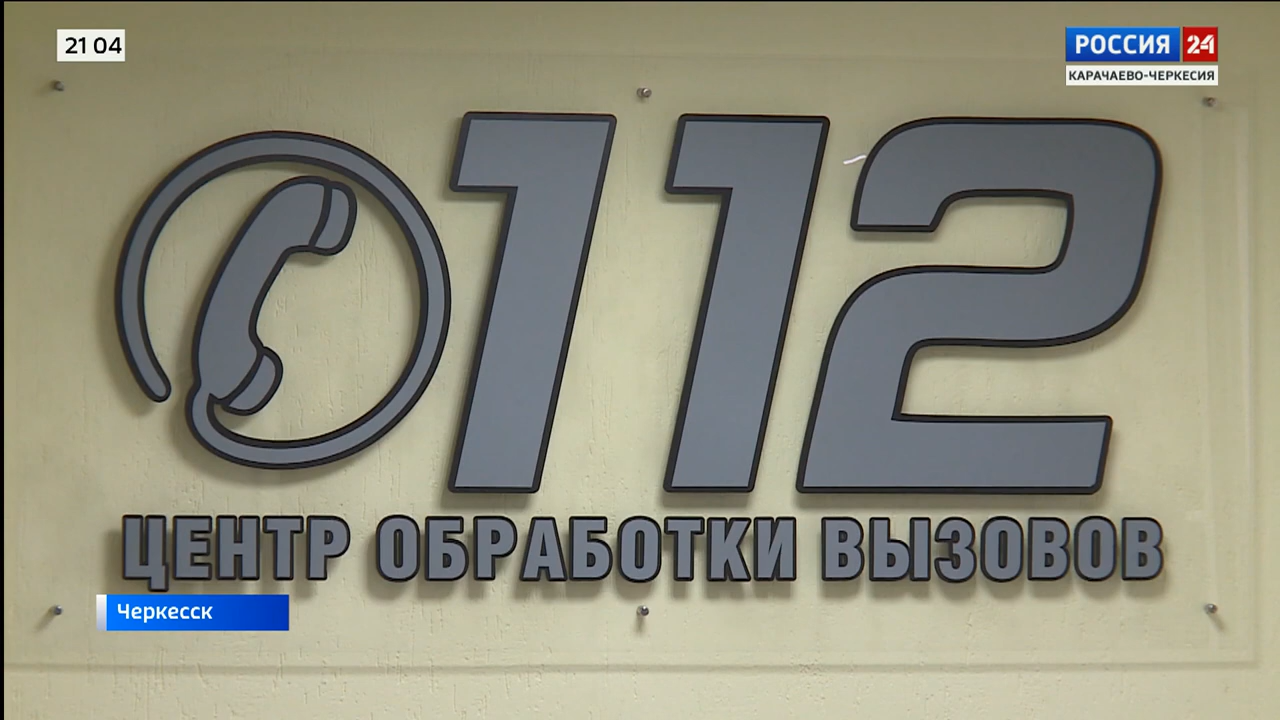 21 04
РОССИЯ 24
КАРАЧАЕВО-ЧЕРКЕСИЯ
112
ЦЕНТР ОБРАБОТКИ ВЫЗОВОВ
Черкесск